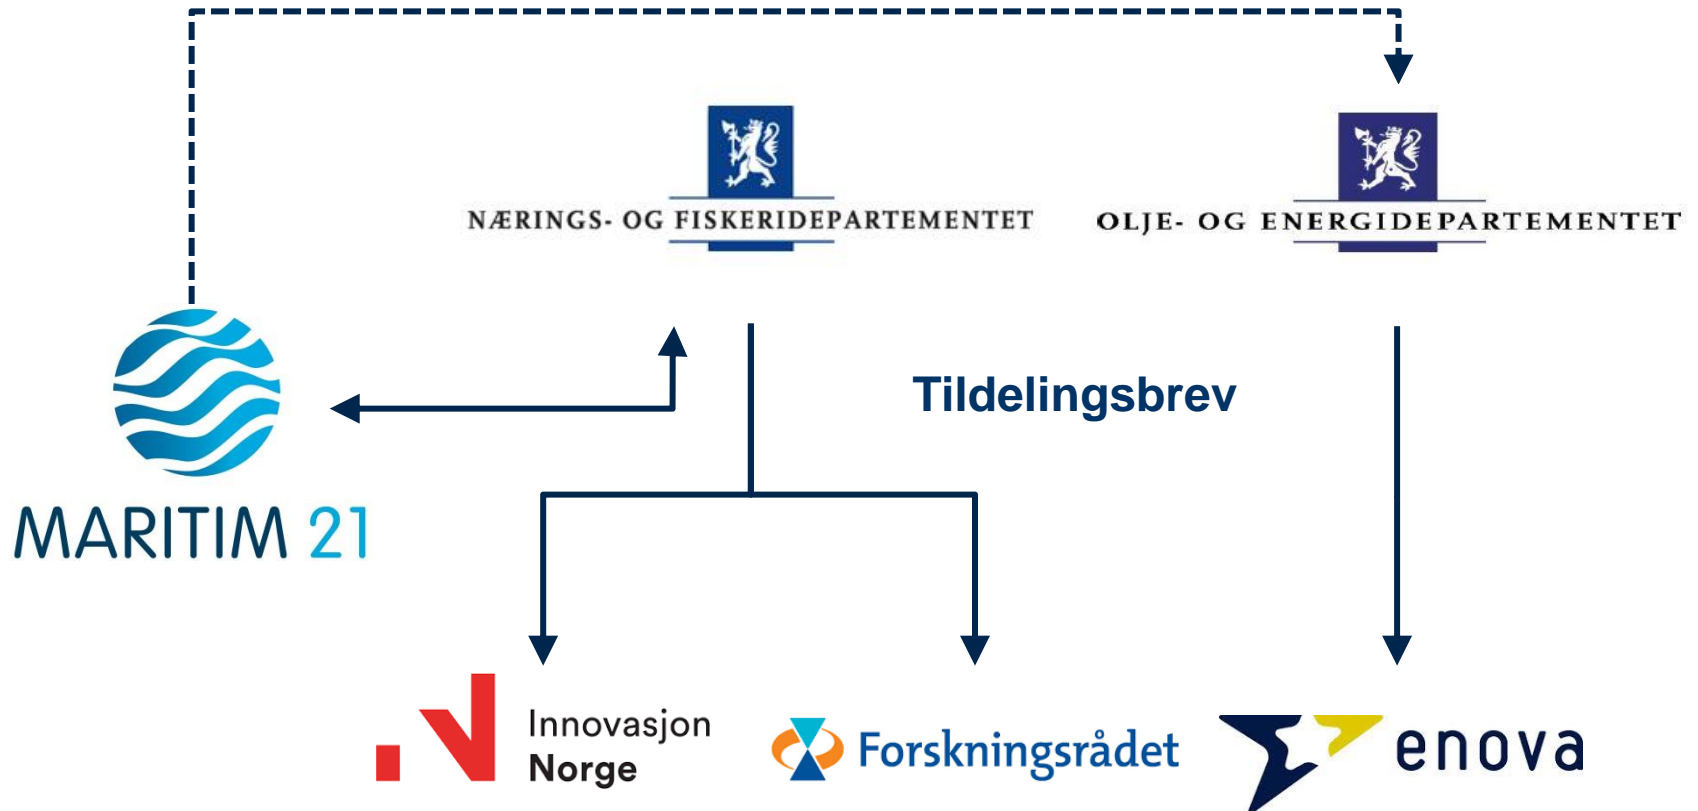 NÆRINGS- OG FISKERIDEPARTEMENTET
OLJE- OG ENERGIDEPARTEMENTET
Tildelingsbrev
MARITIM 21
Innovasjon
Norge
Forskningsrådet
enova